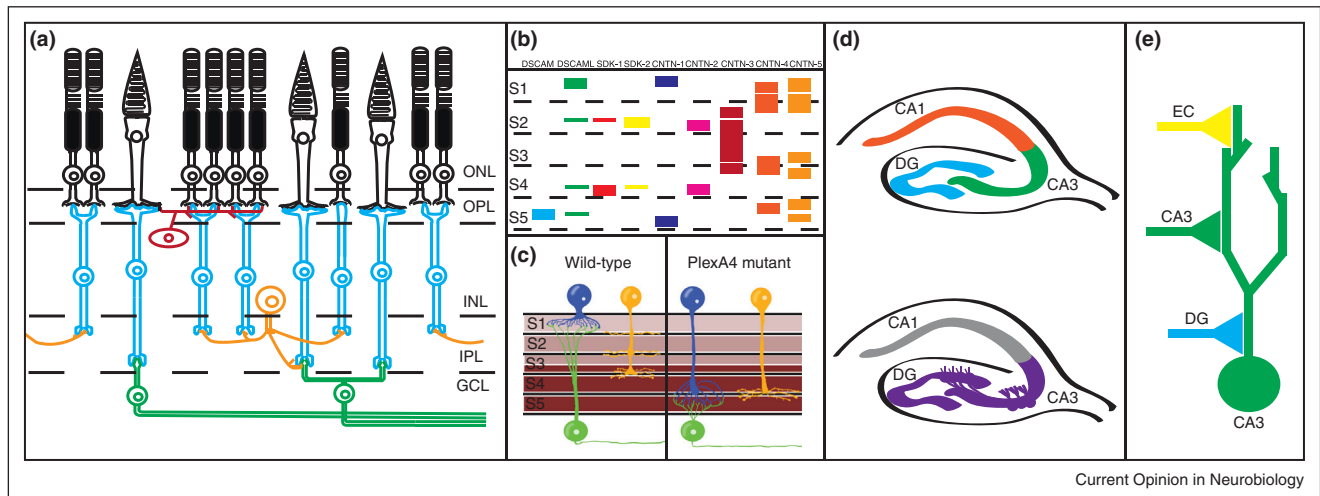 (a)
ONL
OPL
INL
IPL
GCL
(b)
DSCAM DSCAML SDK-1 SDK-2 CNTN-1 CNTN-2 CNTN-3 CNTN-4 CNTN-5
S1
S2
S3
S4
S5
(c)
Wild-type PlexA4 mutant
S1
S2
S3
S4
S5
(d)
CA1
DG
CA3
CA1
DG
CA3
(e)
EC
CA3
DG
CA3
Current Opinion in Neurobiology